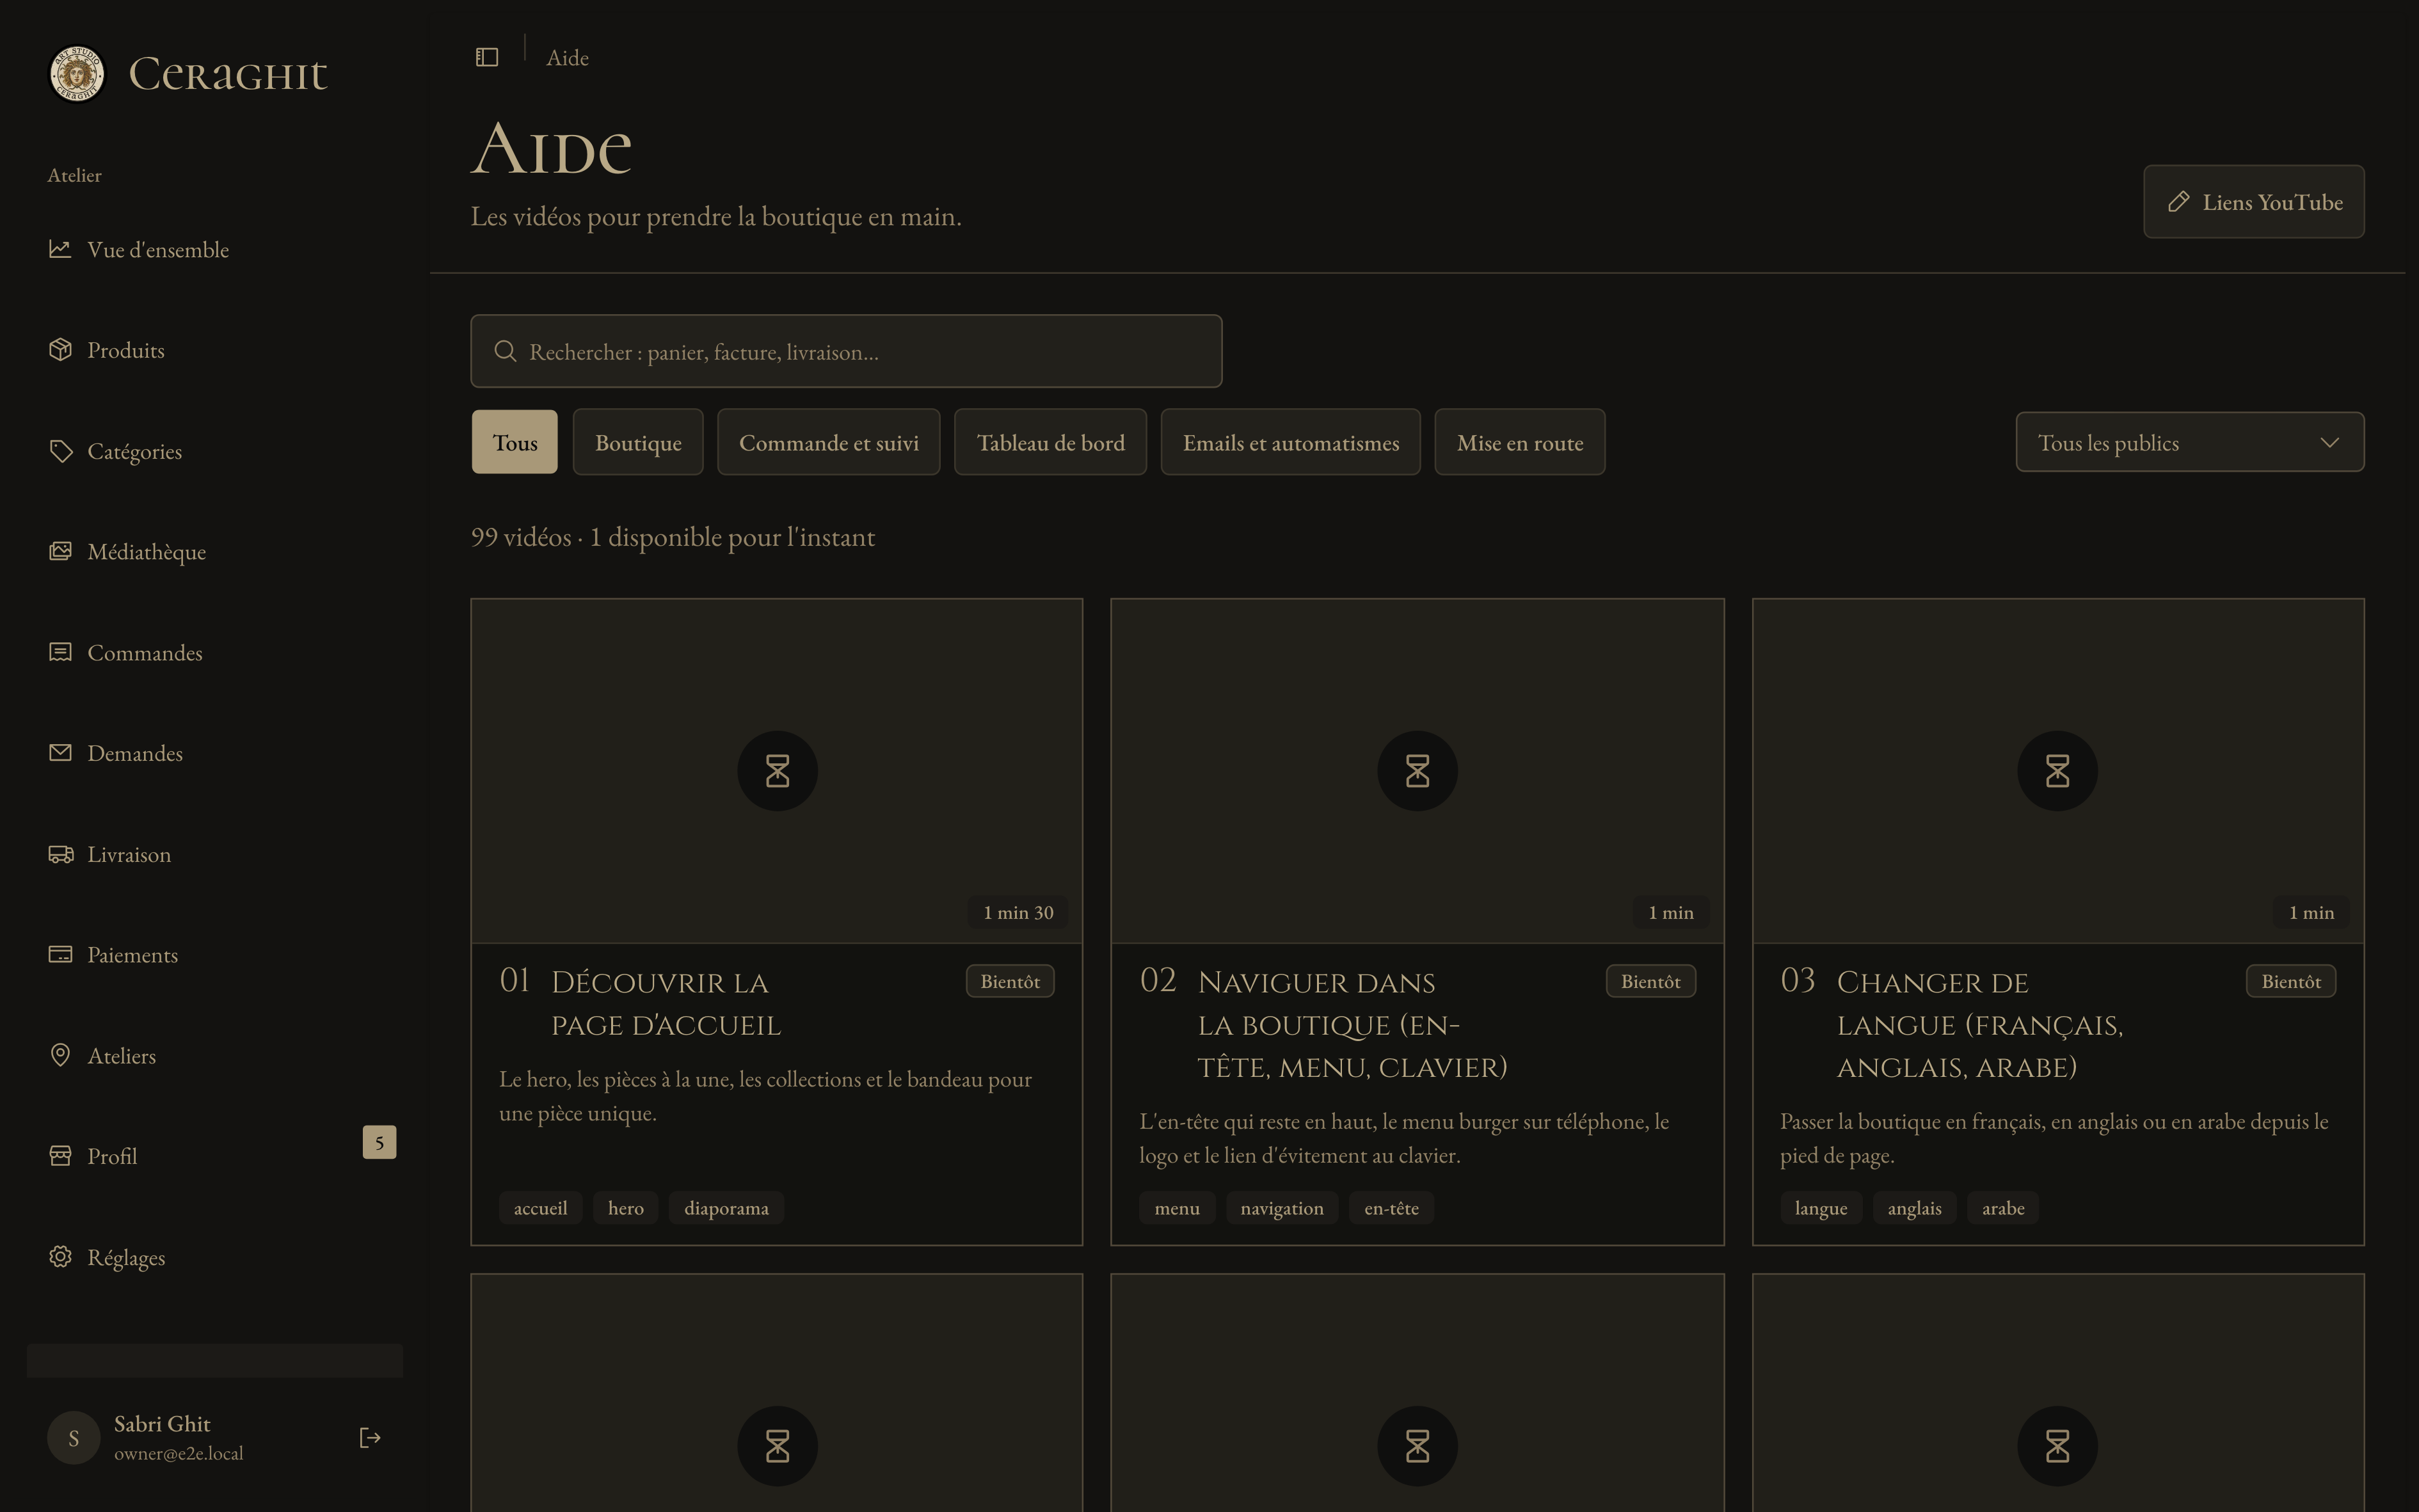 Ceraghit
Atelier
Vue d'ensemble
Produits
Catégories
Médiathèque
Commandes
Demandes
Livraison
Paiements
Ateliers
Profil
5
Réglages
S
Sabri Ghit
owner@e2e.local
Aide
Aide
Les vidéos pour prendre la boutique en main.
Liens YouTube
Rechercher : panier, facture, livraison...
Tous
Boutique
Commande et suivi
Tableau de bord
Emails et automatismes
Mise en route
Tous les publics
99 vidéos · 1 disponible pour l'instant
1 min 30
01
Découvrir la
page d'accueil
Bientôt
Le hero, les pièces à la une, les collections et le bandeau pour
une pièce unique.
accueil
hero
diaporama
1 min
02
Naviguer dans
la boutique (en-
tête, menu, clavier)
Bientôt
L'en-tête qui reste en haut, le menu burger sur téléphone, le
logo et le lien d'évitement au clavier.
menu
navigation
en-tête
1 min
03
Changer de
langue (français,
anglais, arabe)
Bientôt
Passer la boutique en français, en anglais ou en arabe depuis le
pied de page.
langue
anglais
arabe